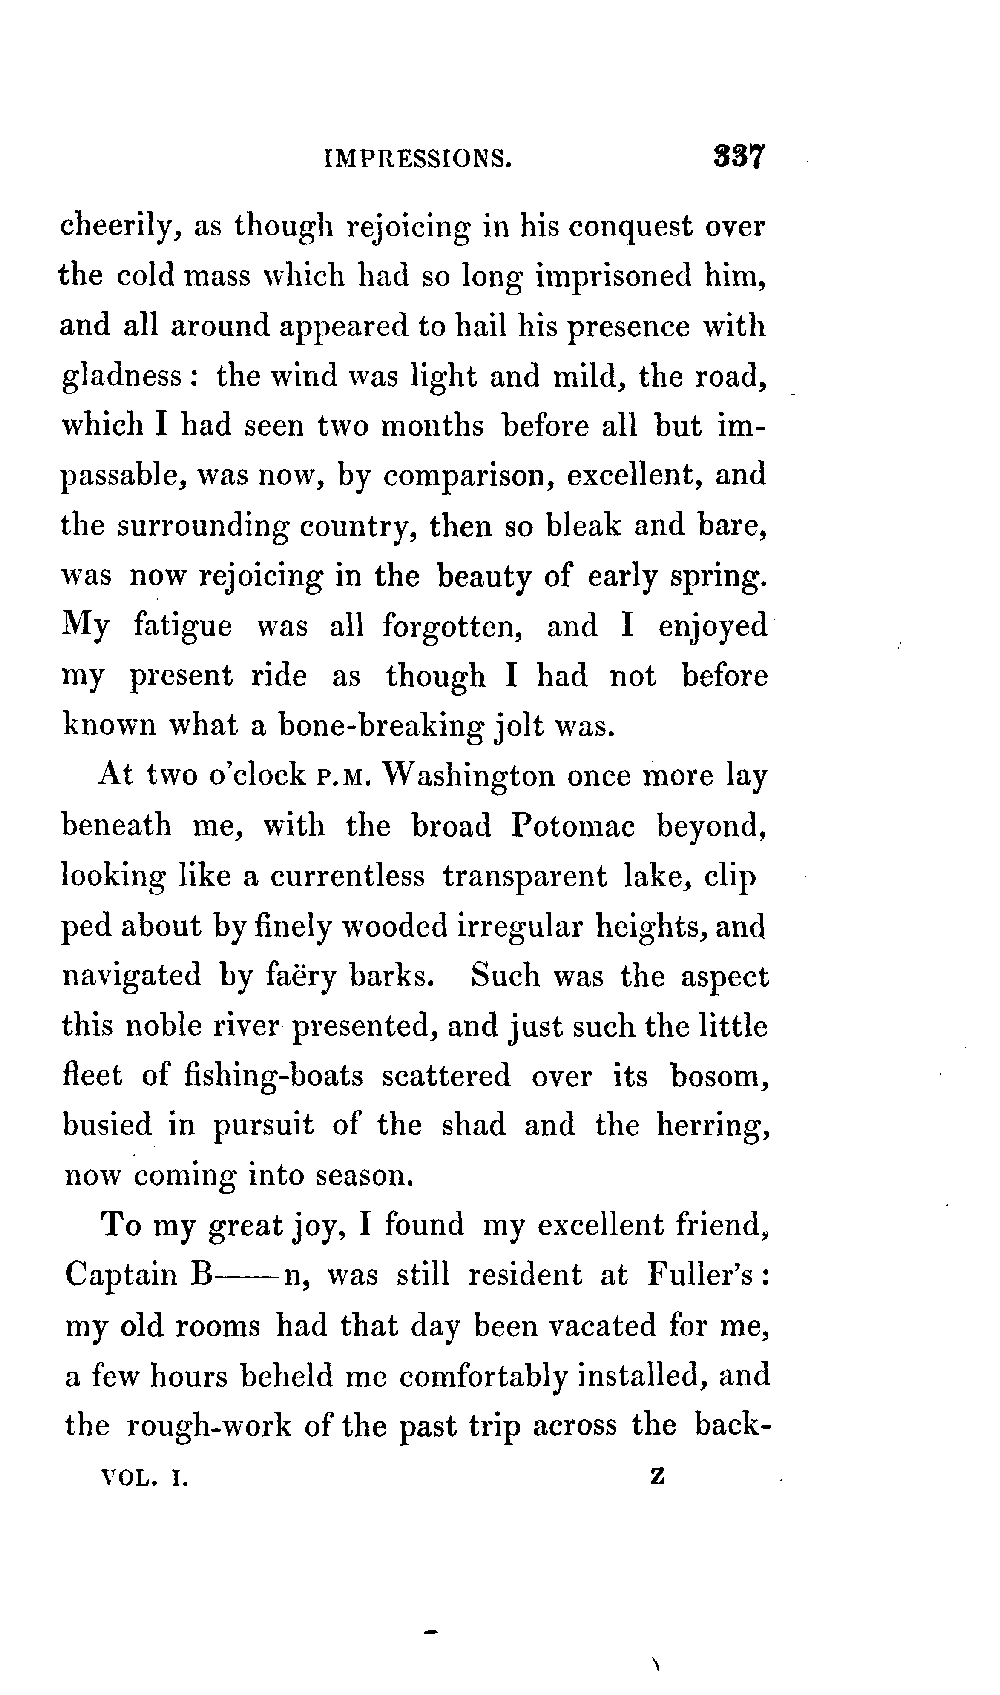 IMPRESSIONS. 337
cheerily, as though rejoicing in his conquest over
the cold mass which had so long imprisoned him,
and all around appeared to hail his presence with
gladness : the wind was light and mild, the road,
which I had seen two months before all but im-
passable, was now, by comparison, excellent, and
the surrounding country, then so bleak and bare,
was now rejoicing in the beauty of early spring.
My fatigue was all forgotten, and I enjoyed
my present ride as though I had not before
known what a bone-breaking jolt was.
At two o'clock P.M. Washington once more lay
beneath me, with the broad Potomac beyond,
looking like a currentless transparent lake, clip
ped about by finely wooded irregular heights, and
navigated by faëry barks. Such was the aspect
this noble river presented, and just such the little
fleet of fishing-boats scattered over its bosom,
busied in pursuit of the shad and the herring,
now coming into season.
To my great joy, I found my excellent friend,
Captain B——n, was still resident at Fuller's :
my old rooms had that day been vacated for me,
a few hours beheld me comfortably installed, and
the rough-work of the past trip across the back-
VOL. I. Z